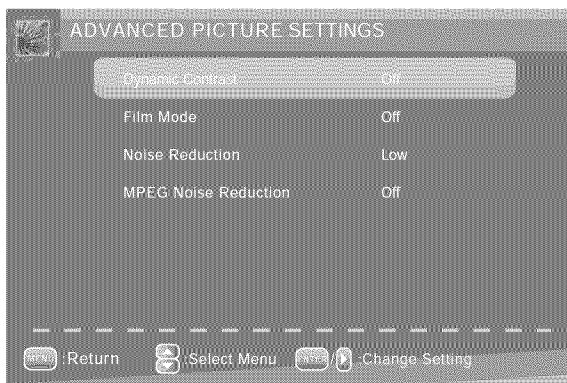 ADVANCED PICTURE SETTINGS
Dynamic Contrast Off
Film Mode Off
Noise Reduction Low
MPEG Noise Reduction Off
MENU :Return :Select Menu ENTER / :Change Setting